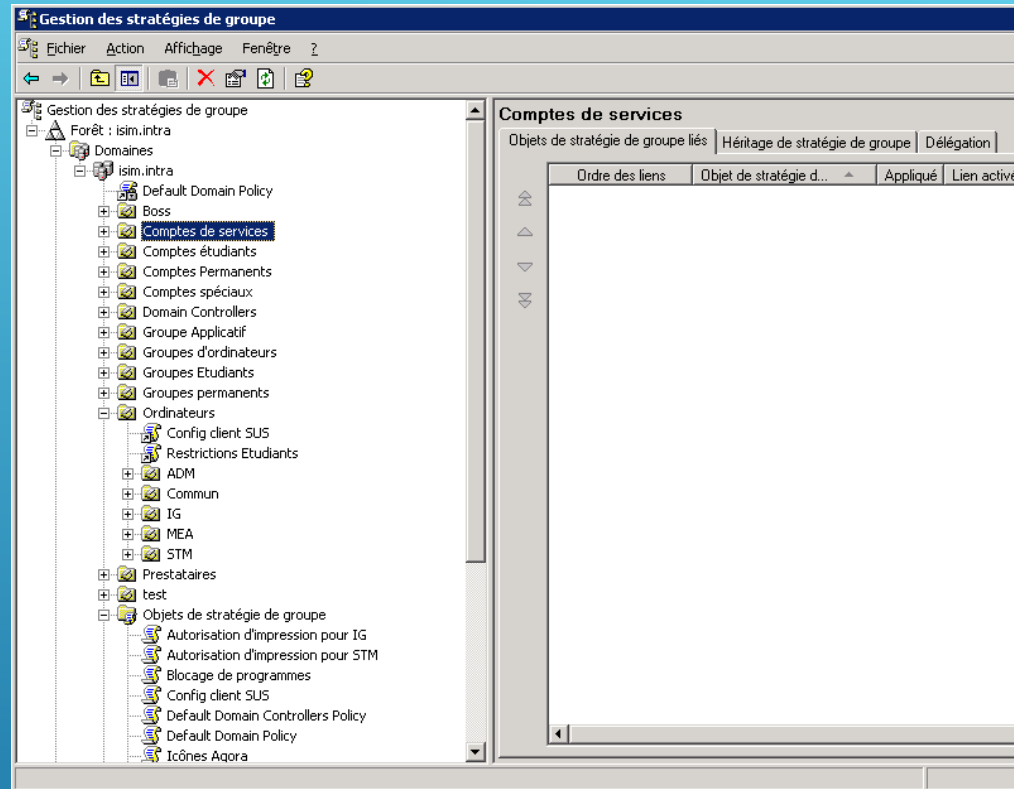 Gestion des stratégies de groupe
Fichier Action Affichage Fenêtre ?
Gestion des stratégies de groupe
Forêt : isim.intra
Domaines
isim.intra
Default Domain Policy
Boss
Comptes de services
Comptes étudiants
Comptes Permanents
Comptes spéciaux
Domain Controllers
Groupe Applicatif
Groupes d'ordinateurs
Groupes Etudiants
Groupes permanents
Ordinateurs
Config client SUS
Restrictions Etudiants
ADM
Commun
IG
MEA
STM
Prestataires
test
Objets de stratégie de groupe
Autorisation d'impression pour IG
Autorisation d'impression pour STM
Blocage de programmes
Config client SUS
Default Domain Controllers Policy
Default Domain Policy
Icônes Agora
Comptes de services
Objets de stratégie de groupe liés Héritage de stratégie de groupe Délégation
Ordre des liens Objet de stratégie d... Appliqué Lien activé